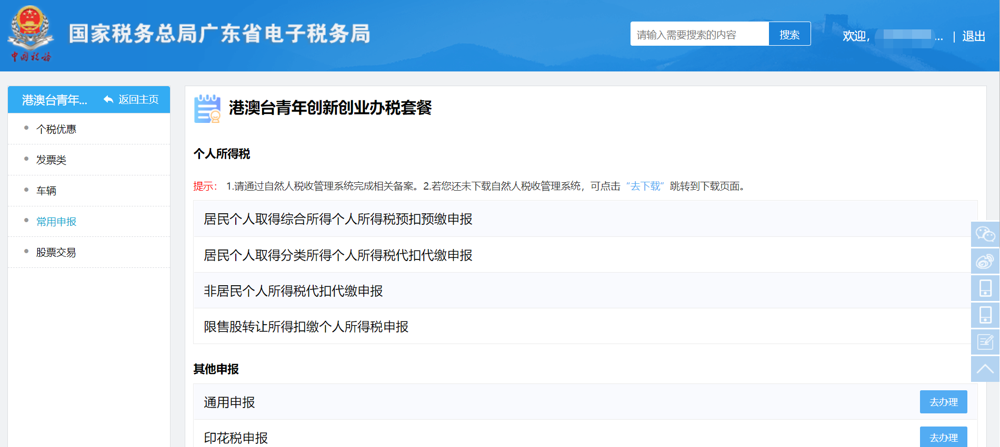 国家税务总局广东省电子税务局
中国税务
请输入需要搜索的内容 搜索
欢迎, ... | 退出
港澳台青年... 返回主页
个税优惠
发票类
车辆
常用申报
股票交易
港澳台青年创新创业办税套餐
个人所得税
提示： 1.请通过自然人税收管理系统完成相关备案。2.若您还未下载自然人税收管理系统，可点击“去下载”跳转到下载页面。
居民个人取得综合所得个人所得税预扣预缴申报
居民个人取得分类所得个人所得税代扣代缴申报
非居民个人所得税代扣代缴申报
限售股转让所得扣缴个人所得税申报
其他申报
通用申报 去办理
印花税申报 去办理